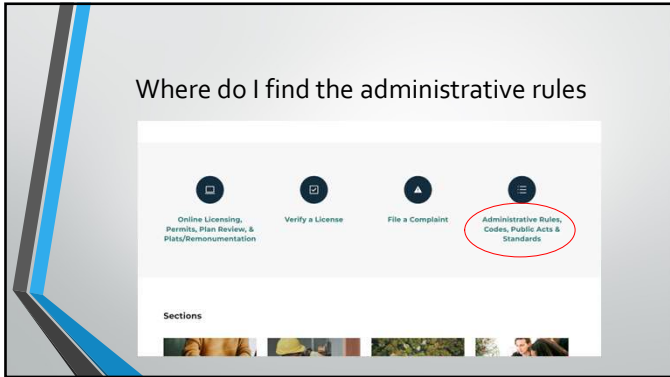 Where do I find the administrative rules
Online Licensing,
Permits, Plan Review, &
Plats/Remonumentation
Verify a License
File a Complaint
Administrative Rules,
Codes, Public Acts &
Standards
Sections